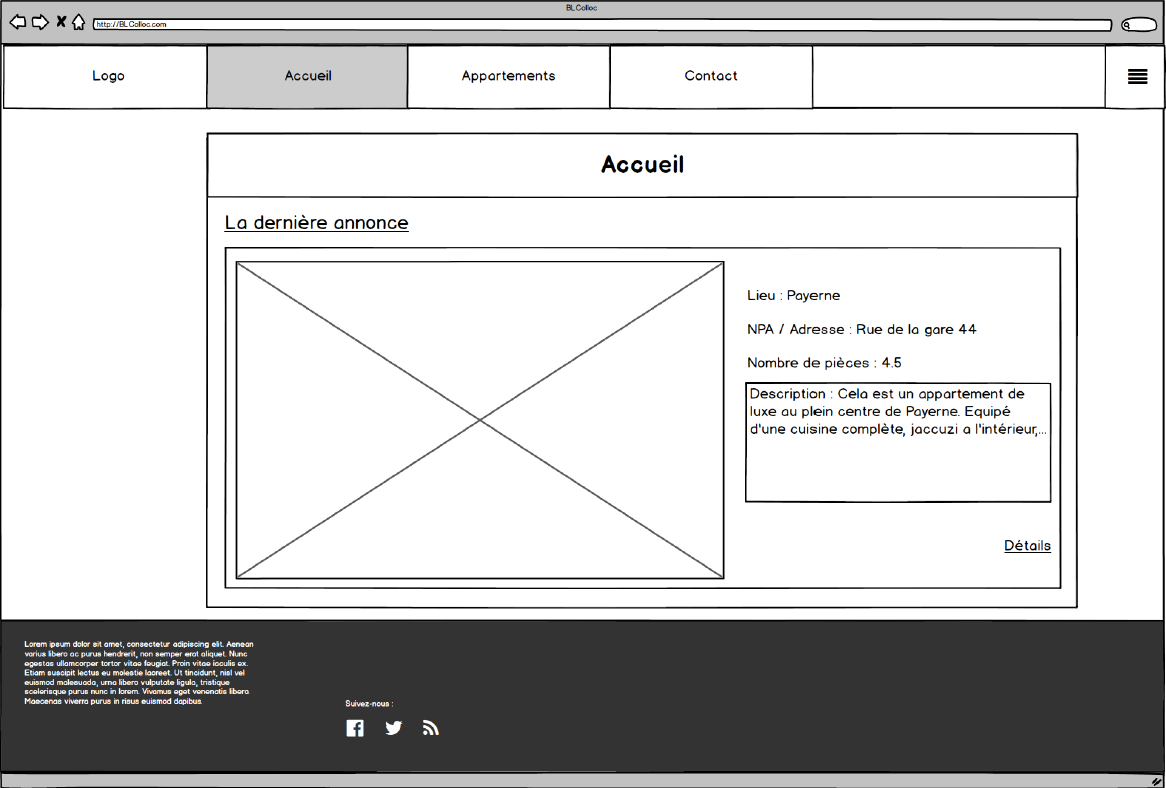 BLColloc
http://BLColloc.com
Logo
Accueil
Appartements
Contact
Accueil
La dernière annonce
Lieu : Payerne
NPA / Adresse : Rue de la gare 44
Nombre de pièces : 4.5
Description : Cela est un appartement de
luxe au plein centre de Payerne. Equipé
d'une cuisine complète, jaccuzi a l'intérieur,...
Détails
Lorem ipsum dolor sit amet, consectetur adipiscing elit. Aenean
varius libero ac purus hendrerit, non semper erat aliquet. Nunc
egestas ullamcorper tortor vitae feugiat. Proin vitae iaculis ex.
Etiam suscipit lectus eu molestie laoreet. Ut tincidunt, nisl vel
euismod malesuada, urna libero vulputate ligula, tristique
scelerisque purus nunc in lorem. Vivamus eget venenatis libero.
Maecenas viverra purus in risus euismod dapibus.
Suivez-nous :